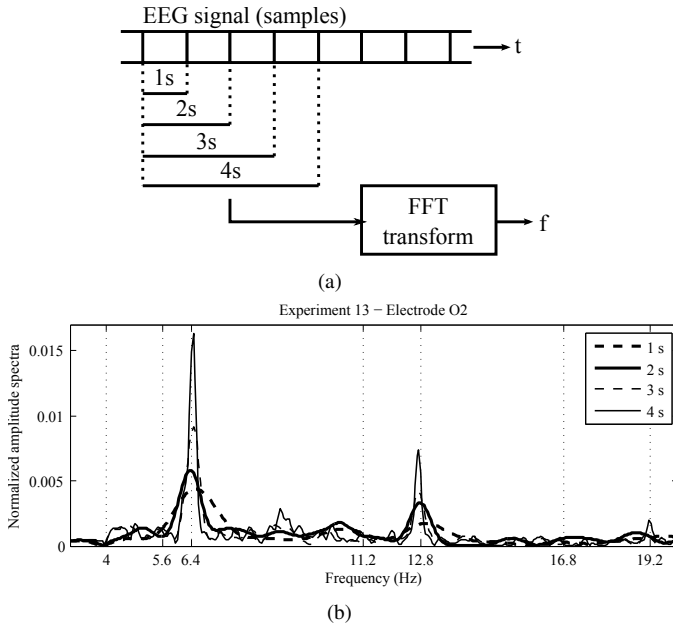 EEG signal (samples)
t
1s
2s
3s
4s
FFT
transform
f
(a)
Experiment 13 − Electrode O2
Normalized amplitude spectra
0.015
0.01
0.005
0
1 s
2 s
3 s
4 s
4 5.6 6.4 11.2 12.8 16.8 19.2
Frequency (Hz)
(b)